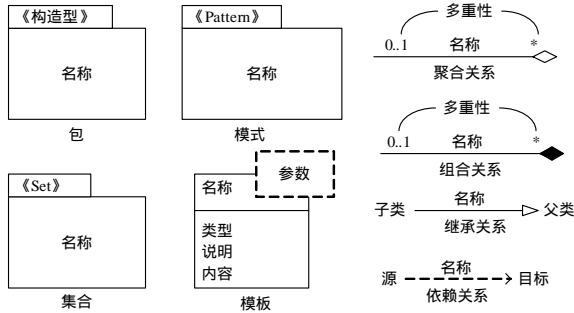 《构造型》
名称
包
《Pattern》
名称
模式
多重性
0..1 名称 *
聚合关系
多重性
0..1 名称 *
组合关系
《Set》
名称
集合
参数
名称
类型
说明
内容
模板
名称
子类 父类
继承关系
名称
源 目标
依赖关系